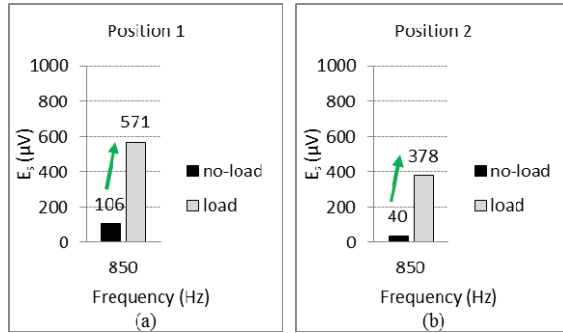 Position 1
1000
800
600
400
200
0
Es (μV)
571
106
no-load
load
850
Frequency (Hz)
(a)
Position 2
1000
800
600
400
200
0
Es (μV)
378
40
no-load
load
850
Frequency (Hz)
(b)